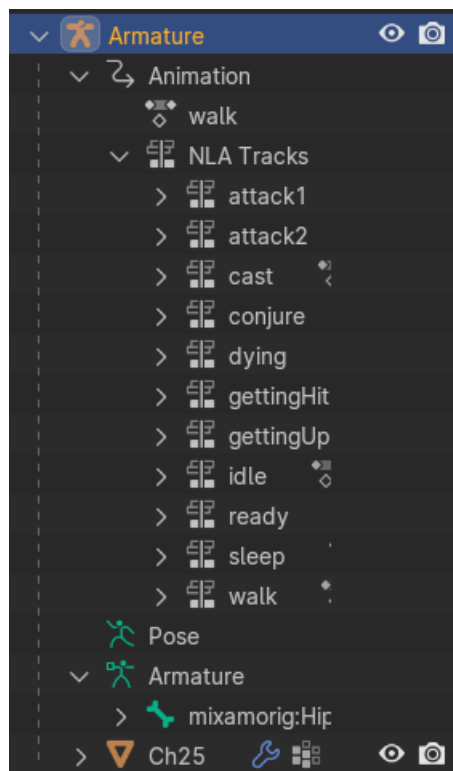 Armature
Animation
walk
NLA Tracks
attack1
attack2
cast
conjure
dying
gettingHit
gettingUp
idle
ready
sleep
walk
Pose
Armature
mixamorig:Hip
Ch25